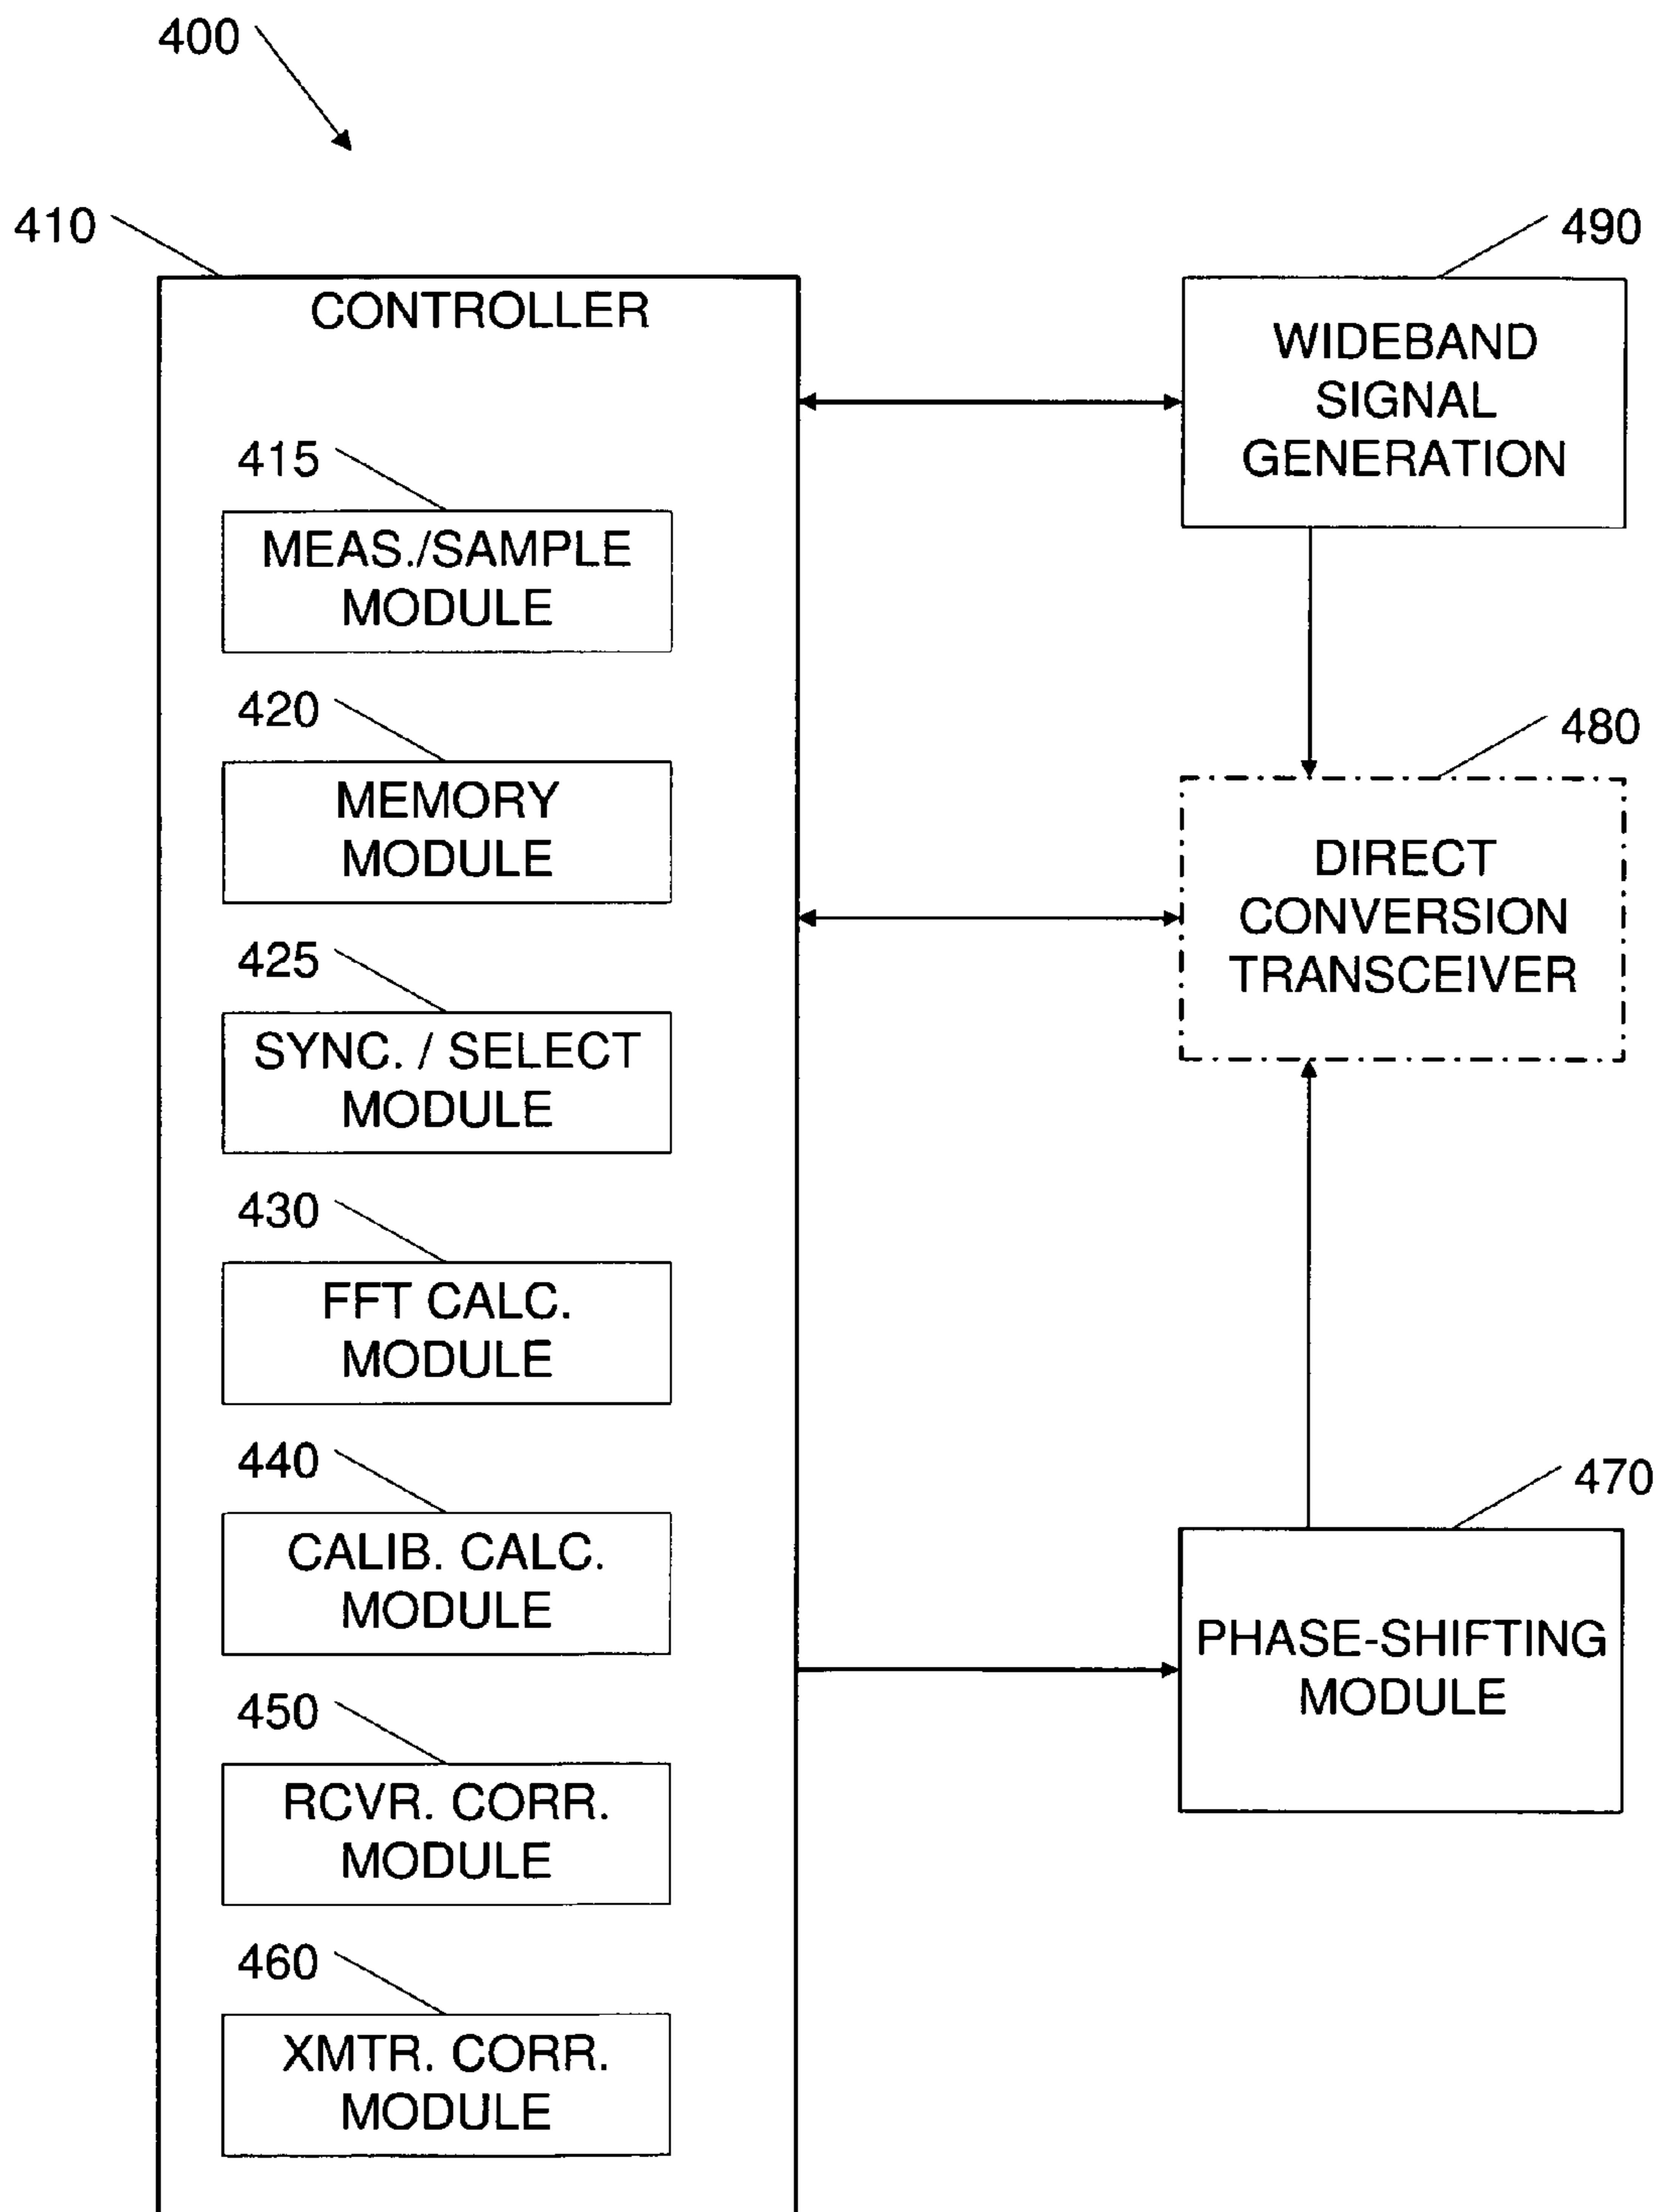 400
410
CONTROLLER
415
MEAS./SAMPLE
MODULE
420
MEMORY
MODULE
425
SYNC. / SELECT
MODULE
430
FFT CALC.
MODULE
440
CALIB. CALC.
MODULE
450
RCVR. CORR.
MODULE
460
XMTR. CORR.
MODULE
490
WIDEBAND
SIGNAL
GENERATION
480
DIRECT
CONVERSION
TRANSCEIVER
470
PHASE-SHIFTING
MODULE